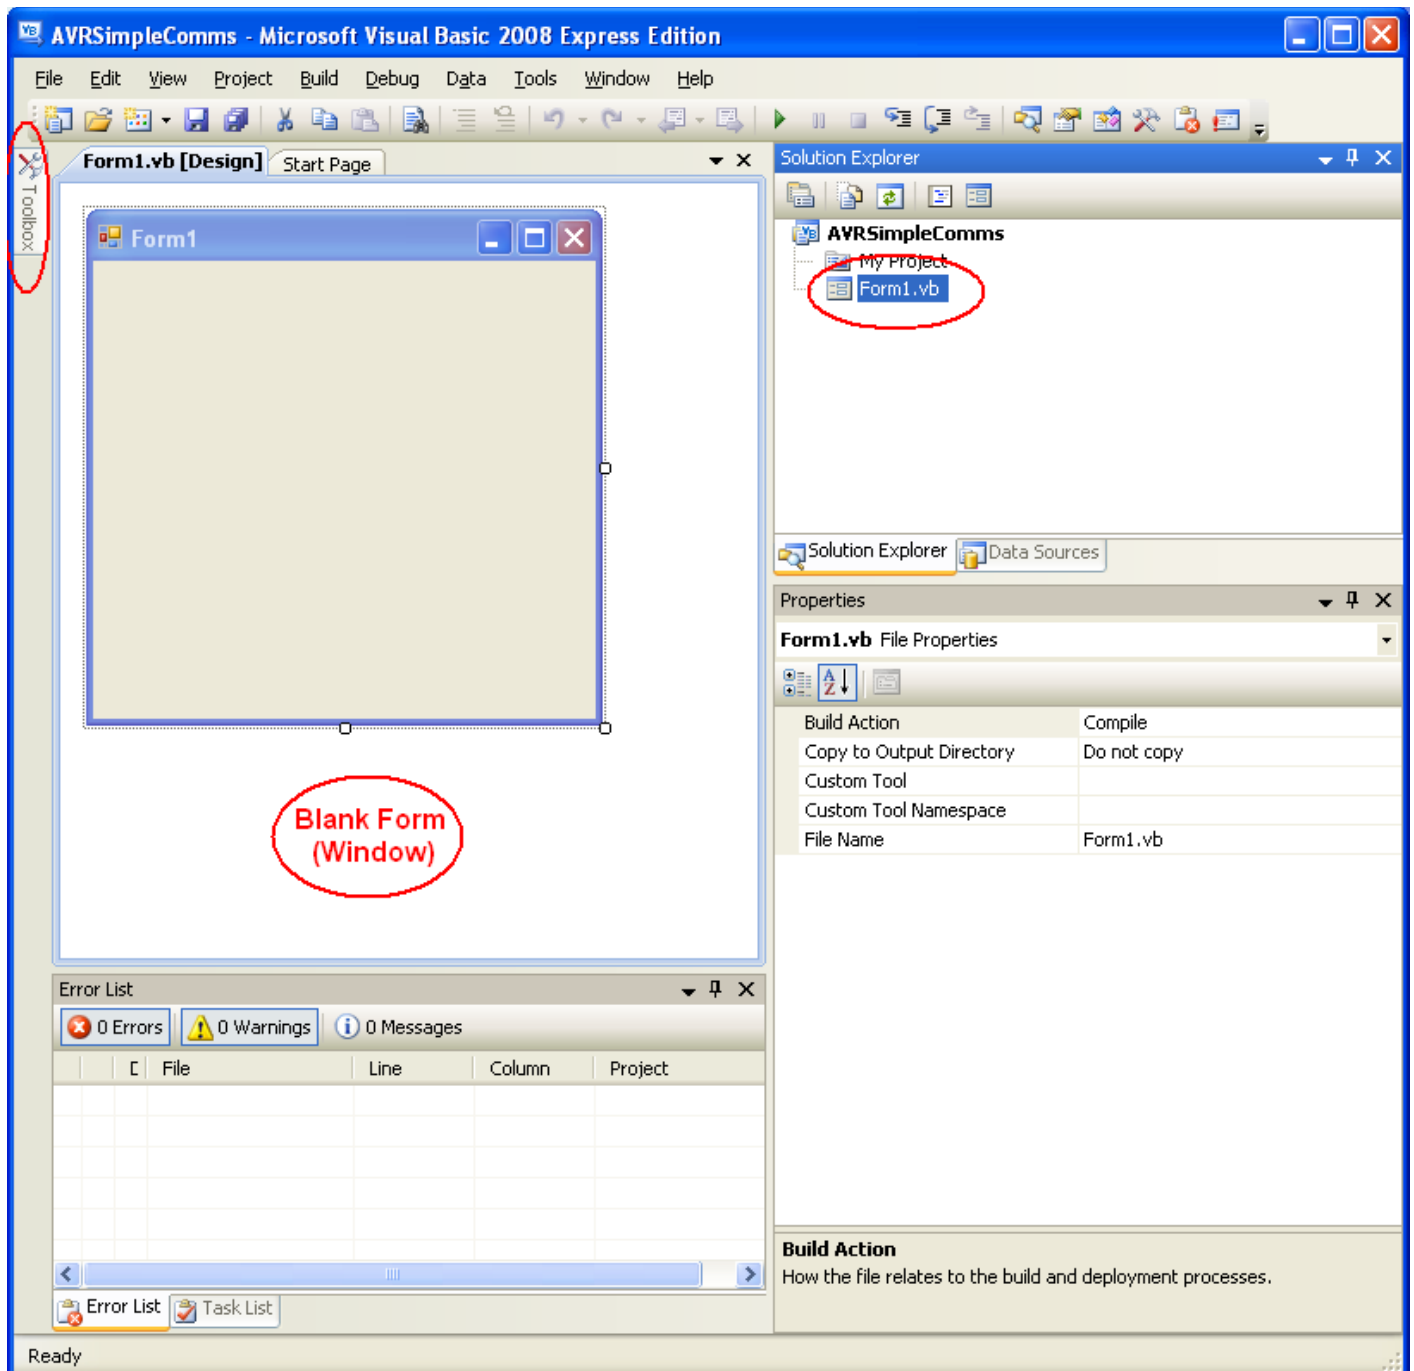 AVRSimpleComms - Microsoft Visual Basic 2008 Express Edition
File Edit View Project Build Debug Data Tools Window Help
Toolbox
Form1.vb [Design] Start Page
Form1
Blank Form
(Window)
Solution Explorer
AVRSimpleComms
My Project
Form1.vb
Solution Explorer Data Sources
Properties
Form1.vb File Properties
Build Action Compile
Copy to Output Directory Do not copy
Custom Tool
Custom Tool Namespace
File Name Form1.vb
Build Action
How the file relates to the build and deployment processes.
Error List
0 Errors 0 Warnings 0 Messages
File Line Column Project
Error List Task List
Ready